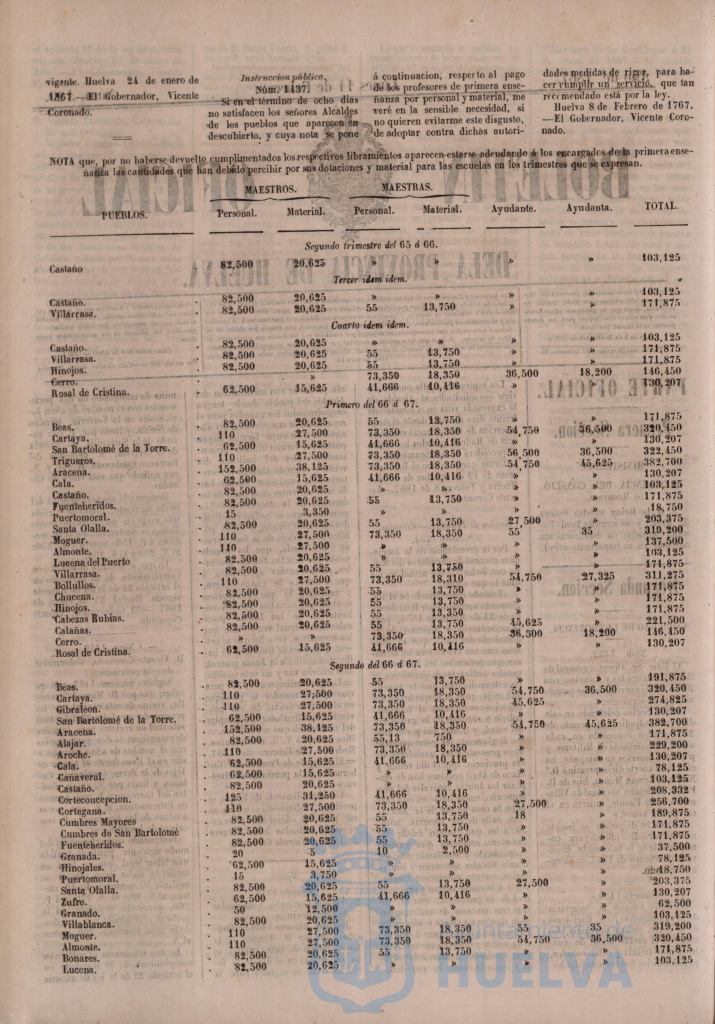 vigente. Huelva 24 de enero de
1867.—El Gobernador, Vicente
Coronado.
Instruccion pública.
Núm. 1437.
Si en el término de ocho dias
no satisfacen los señores Alcaldes
de los pueblos que aparecen en
descubierto, y cuya nota se pone
á continuacion, respecto al pago
de los profesores de primera ense-
ñanza por personal y material, me
veré en la sensible necesidad, si
no quieren evitarme este disgusto,
de adoptar contra dichas autori-
dades medidas de rigor, para ha-
cer cumplir un servicio, que tan
recomendado está por la ley.
Huelva 8 de Febrero de 1767.
—El Gobernador, Vicente Coro-
nado.
NOTA que, por no haberse devuelto cumplimentados los respectivos libramientos aparecen estarse adeudando á los encargados de la primera ense-
ñanza las cantidades que han debido percibir por sus dotaciones y material para las escuelas en los trimestres que se expresan.
MAESTROS. MAESTRAS.
PUEBLOS. Personal. Material. Personal. Material. Ayudante. Ayudanta. TOTAL.
Segundo trimestre del 65 á 66.
Castaño 82,500 20,625 » » » » 103,125
Tercer idem idem.
Castaño. 82,500 20,625 » » » » 103,125
Villarrasa. 82,500 20,625 55 13,750 » » 171,875
Cuarto idem idem.
Castaño. 82,500 20,625 » » » » 103,125
Villarrasa. 82,500 20,625 55 13,750 » » 171,875
Hinojos. 82,500 20,625 55 13,750 » » 171,875
Cerro. » » 73,350 18,350 36,500 18,200 146,450
Rosal de Cristina. 62,500 15,625 41,666 10,416 » » 130,207
Primero del 66 á 67.
Beas. 82,500 20,625 55 13,750 » » 171,875
Cartaya. 110 27,500 73,350 18,350 54,750 36,500 320,450
San Bartolomé de la Torre. 62,500 15,625 41,666 10,416 » » 130,207
Trigueros. 110 27,500 73,350 18,350 56,500 36,500 322,450
Aracena. 152,500 38,125 73,350 18,350 54,750 45,625 382,700
Cala. 62,500 15,625 41,666 10,416 » » 130,207
Castaño. 82,500 20,625 » » » » 103,125
Fuenteheridos. 82,500 20,625 55 13,750 » » 171,875
Puertomoral. 15 3,350 » » » » 18,750
Santa Olalla. 82,500 20,625 55 13,750 27,500 » 203,375
Moguer. 110 27,500 73,350 18,350 55 35 319,200
Almonte. 110 27,500 » » » » 137,500
Lucena del Puerto 82,500 20,625 » » » » 103,125
Villarrasa. 82,500 20,625 55 13,750 » » 171,875
Bollullos. 110 27,500 73,350 18,310 54,750 27,325 311,275
Chucena. 82,500 20,625 55 13,750 » » 171,875
Hinojos. 82,500 20,625 55 13,750 » » 171,875
Cabezas Rubias. 82,500 20,625 55 13,350 » » 171,875
Calañas. 82,500 20,625 55 13,750 45,625 » 221,500
Cerro. » » 73,350 18,350 36,500 18,200 146,450
Rosal de Cristina. 62,500 15,625 41,666 10,416 » » 130,207
Segundo del 66 á 67.
Beas. 82,500 20,625 55 13,750 » » 191,875
Cartaya. 110 27,500 73,350 18,350 54,750 36,500 320,450
Gibraleon. 110 27,500 73,350 18,350 45,625 » 274,825
San Bartolomé de la Torre. 62,500 15,625 41,666 10,416 » » 130,207
Aracena. 152,500 38,125 73,350 18,350 54,750 45,625 382,700
Alajar. 82,500 20,625 55,13 750 » » 171,875
Aroche. 110 27,500 73,350 18,350 » » 229,200
Cala. 62,500 15,625 41,666 10,416 » » 130,207
Cañaveral. 62,500 15,625 » » » » 78,125
Castaño. 82,500 20,625 » » » » 103,125
Corteconcepcion. 125 31,250 41,666 10,416 » » 208,332
Cortegana. 110 27,500 73,350 18,350 27,500 » 256,700
Cumbres Mayores 82,500 20,625 55 13,750 18 » 189,875
Cumbres de San Bartolomé 82,500 20,625 55 13,750 » » 171,875
Fuenteheridos. 82,500 20,625 55 13,750 » » 171,875
Granada. 20 5 10 2,500 » » 37,500
Hinojales. 62,500 15,625 » » » » 78,125
Puertomoral. 15 3,750 » » » » 18,750
Santa Olalla. 82,500 20,625 55 13,750 27,500 » 203,375
Zufre. 62,500 15,625 41,666 10,416 » » 130,207
Granado. 50 12,500 » » » » 62,500
Villablanca. 82,500 20,625 » » » » 103,125
Moguer. 110 27,500 73,350 18,350 55 35 319,200
Almonte. 110 27,500 73,350 18,350 54,750 36,500 320,450
Bonares. 82,500 20,625 55 13,750 » » 171,875
Lucena. 82,500 20,625 » » » » 103,125
Ayuntamiento de
HUELVA